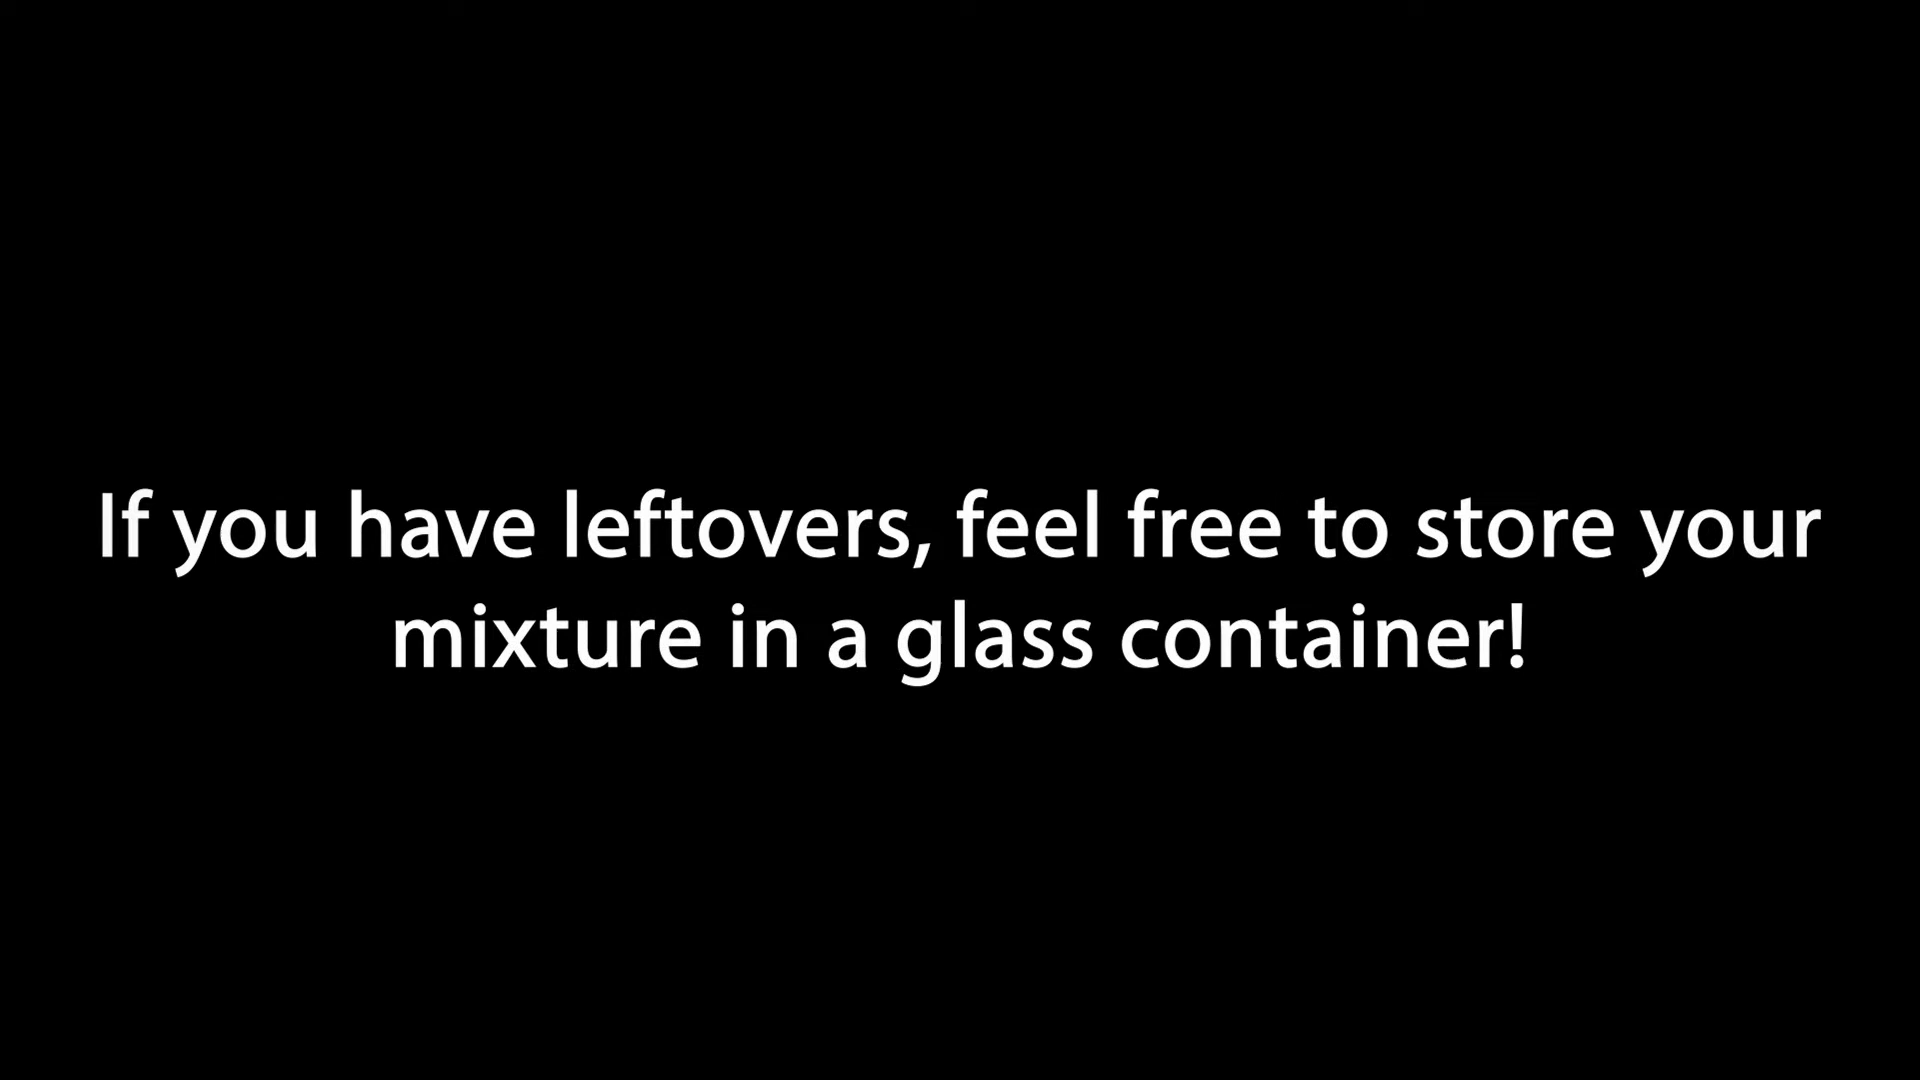 If you have leftovers, feel free to store your
mixture in a glass container!